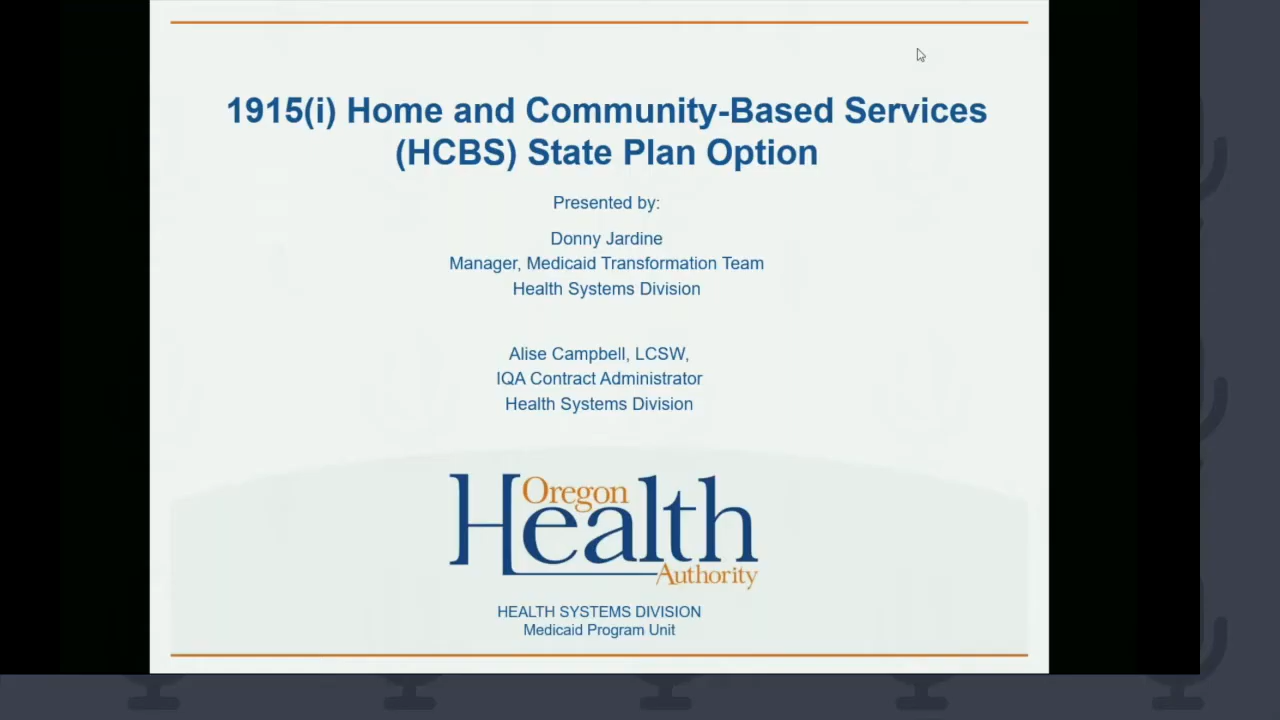 1915(i) Home and Community-Based Services
(HCBS) State Plan Option
Presented by:
Donny Jardine
Manager, Medicaid Transformation Team
Health Systems Division
Alise Campbell, LCSW,
IQA Contract Administrator
Health Systems Division
Oregon
Health
Authority
HEALTH SYSTEMS DIVISION
Medicaid Program Unit